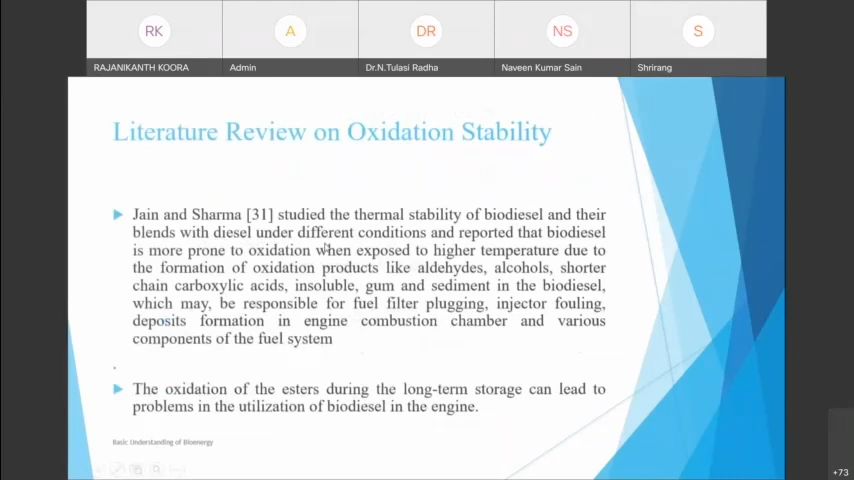 RK
A
DR
NS
S
RAJANIKANTH KOORA
Admin
Dr.N.Tulasi Radha
Naveen Kumar Sain
Shrirang
Literature Review on Oxidation Stability
Jain and Sharma [31] studied the thermal stability of biodiesel and their
blends with diesel under different conditions and reported that biodiesel
is more prone to oxidation when exposed to higher temperature due to
the formation of oxidation products like aldehydes, alcohols, shorter
chain carboxylic acids, insoluble, gum and sediment in the biodiesel,
which may, be responsible for fuel filter plugging, injector fouling,
deposits formation in engine combustion chamber and various
components of the fuel system
.
The oxidation of the esters during the long-term storage can lead to
problems in the utilization of biodiesel in the engine.
Basic Understanding of Bioenergy
+73